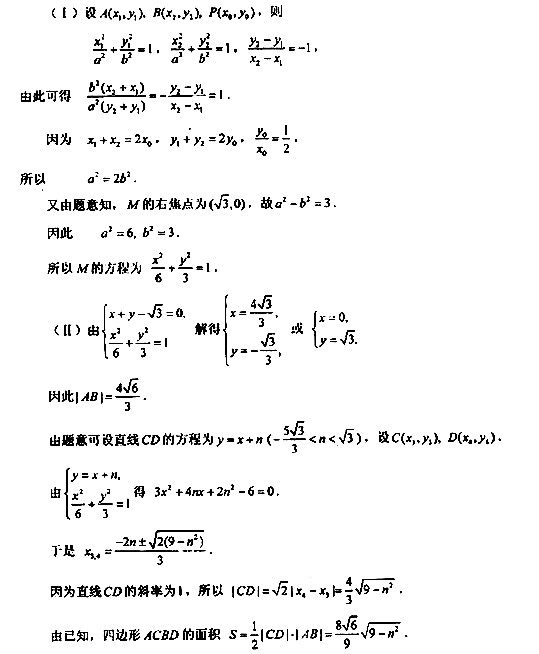 (Ⅰ) 设 A(x₁,y₁), B(x₂,y₂), P(x₀,y₀), 则
x₁²/a² + y₁²/b² = 1, x₂²/a² + y₂²/b² = 1, (y₂−y₁)/(x₂−x₁) = −1,
由此可得 b²(x₂+x₁)/a²(y₂+y₁) = −(y₂−y₁)/(x₂−x₁) = 1.
因为 x₁+x₂=2x₀, y₁+y₂=2y₀, y₀/x₀ = 1/2,
所以 a²=2b².
又由题意知, M的右焦点为(√3,0), 故a²−b²=3.
因此 a²=6, b²=3.
所以M的方程为 x²/6 + y²/3 = 1.
(Ⅱ) 由 { x+y−√3=0, x²/6 + y²/3 = 1 解得 { x=4√3/3, y=−√3/3, 或 { x=0, y=√3.
因此|AB|=4√6/3.
由题意可设直线CD的方程为 y=x+n (−5√3/3<n<√3), 设C(x₃,y₃), D(x₄,y₄).
由 { y=x+n, x²/6 + y²/3 = 1 得 3x²+4nx+2n²−6=0.
于是 x₃,₄ = (−2n±√(2(9−n²)))/3.
因为直线CD的斜率为1, 所以 |CD|=√2|x₄−x₃|=4/3√(9−n²).
由已知, 四边形ACBD的面积 S=1/2|CD|·|AB|=8√6/9√(9−n²).